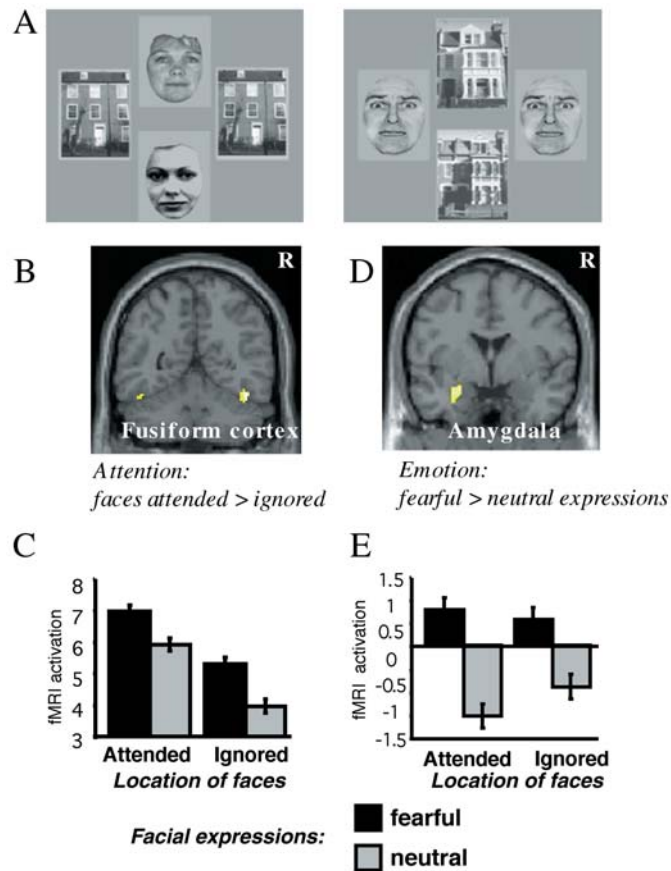 A
B
R
Fusiform cortex
Attention:
faces attended > ignored
D
R
Amygdala
Emotion:
fearful > neutral expressions
C
fMRI activation
8
7
6
5
4
3
Attended
Ignored
Location of faces
E
fMRI activation
1.5
1
0.5
0
-0.5
-1
-1.5
Attended
Ignored
Location of faces
Facial expressions:
fearful
neutral